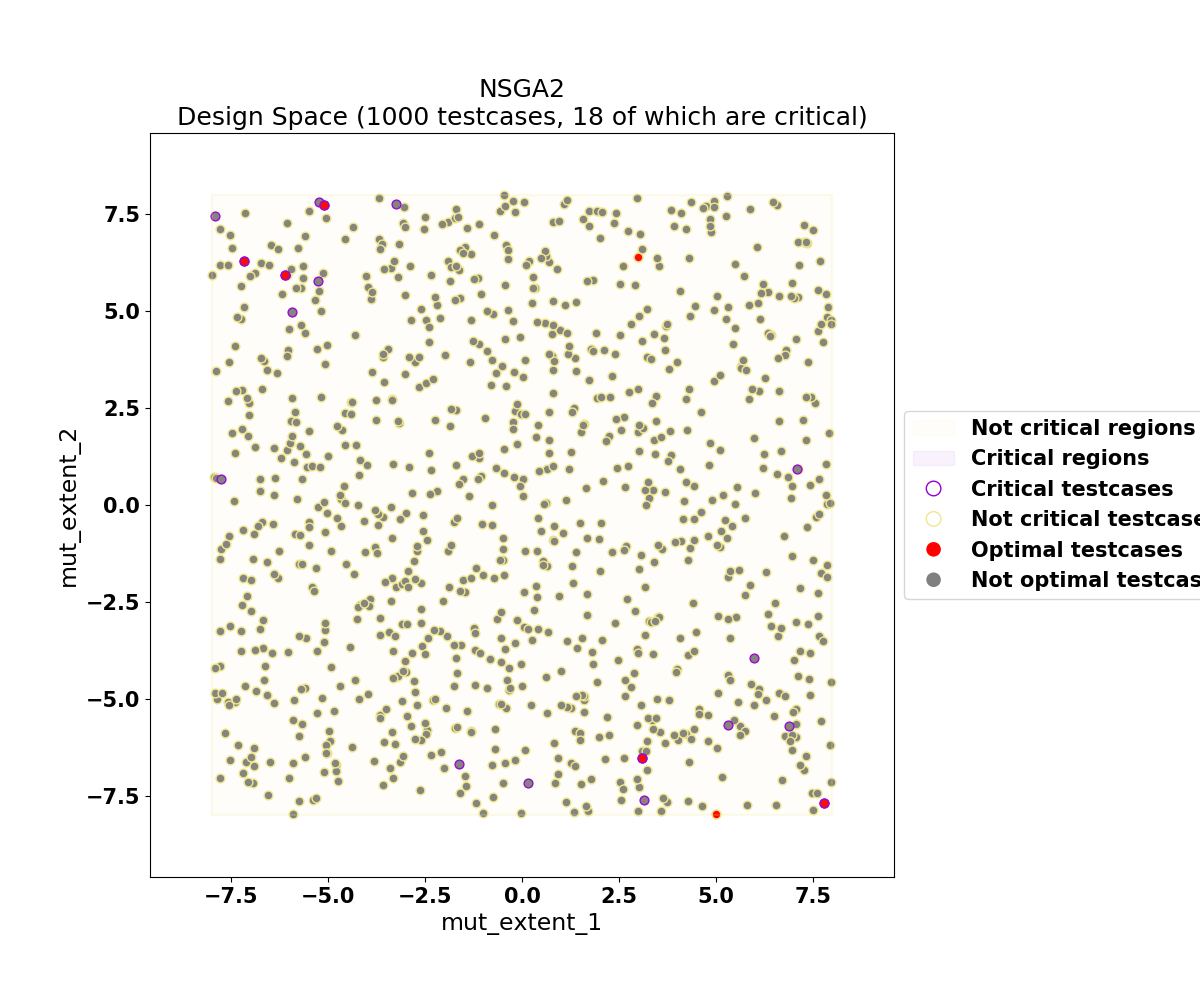 NSGA2
Design Space (1000 testcases, 18 of which are critical)
mut_extent_2
7.5
5.0
2.5
0.0
−2.5
−5.0
−7.5
−7.5 −5.0 −2.5 0.0 2.5 5.0 7.5
mut_extent_1
Not critical regions
Critical regions
Critical testcases
Not critical testcase
Optimal testcases
Not optimal testcas